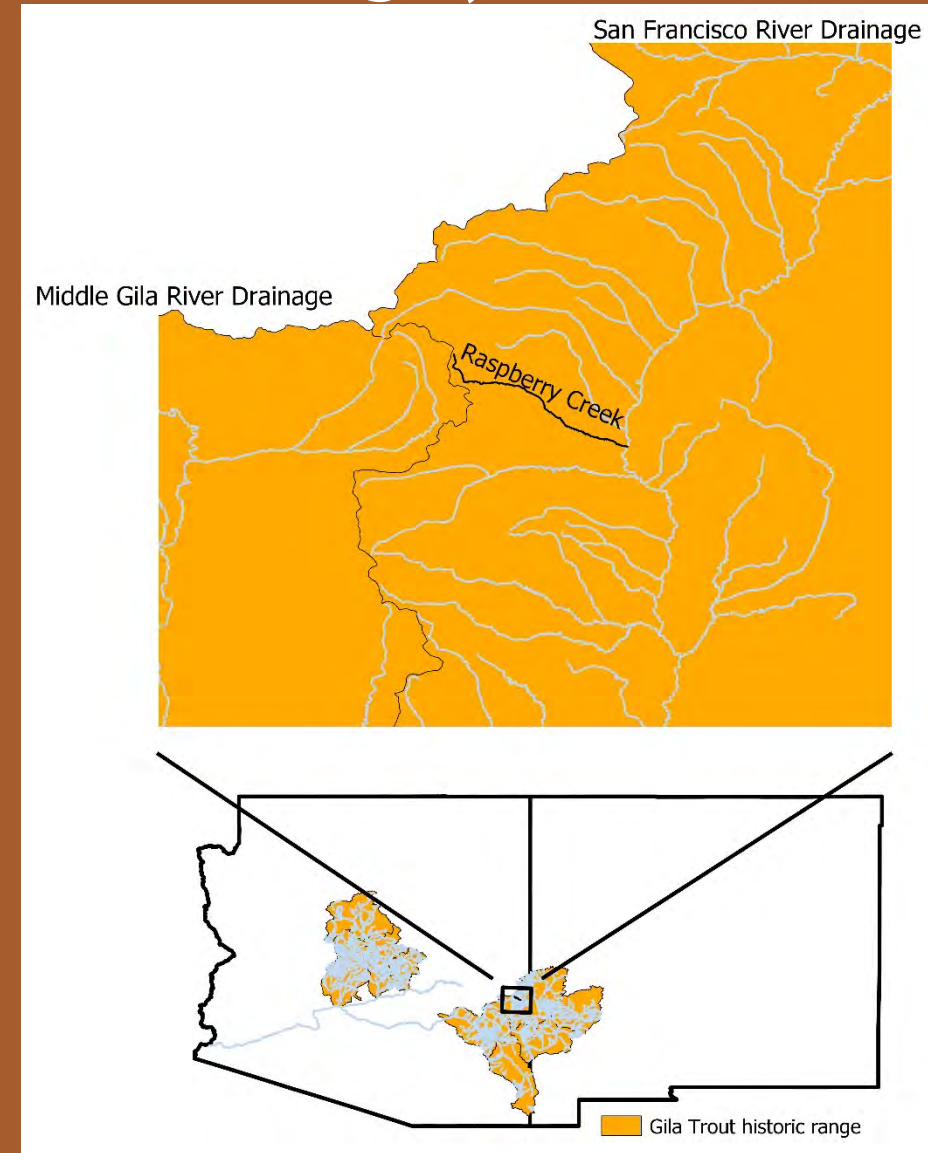 San Francisco River Drainage
Middle Gila River Drainage
Raspberry Creek
Gila Trout historic range